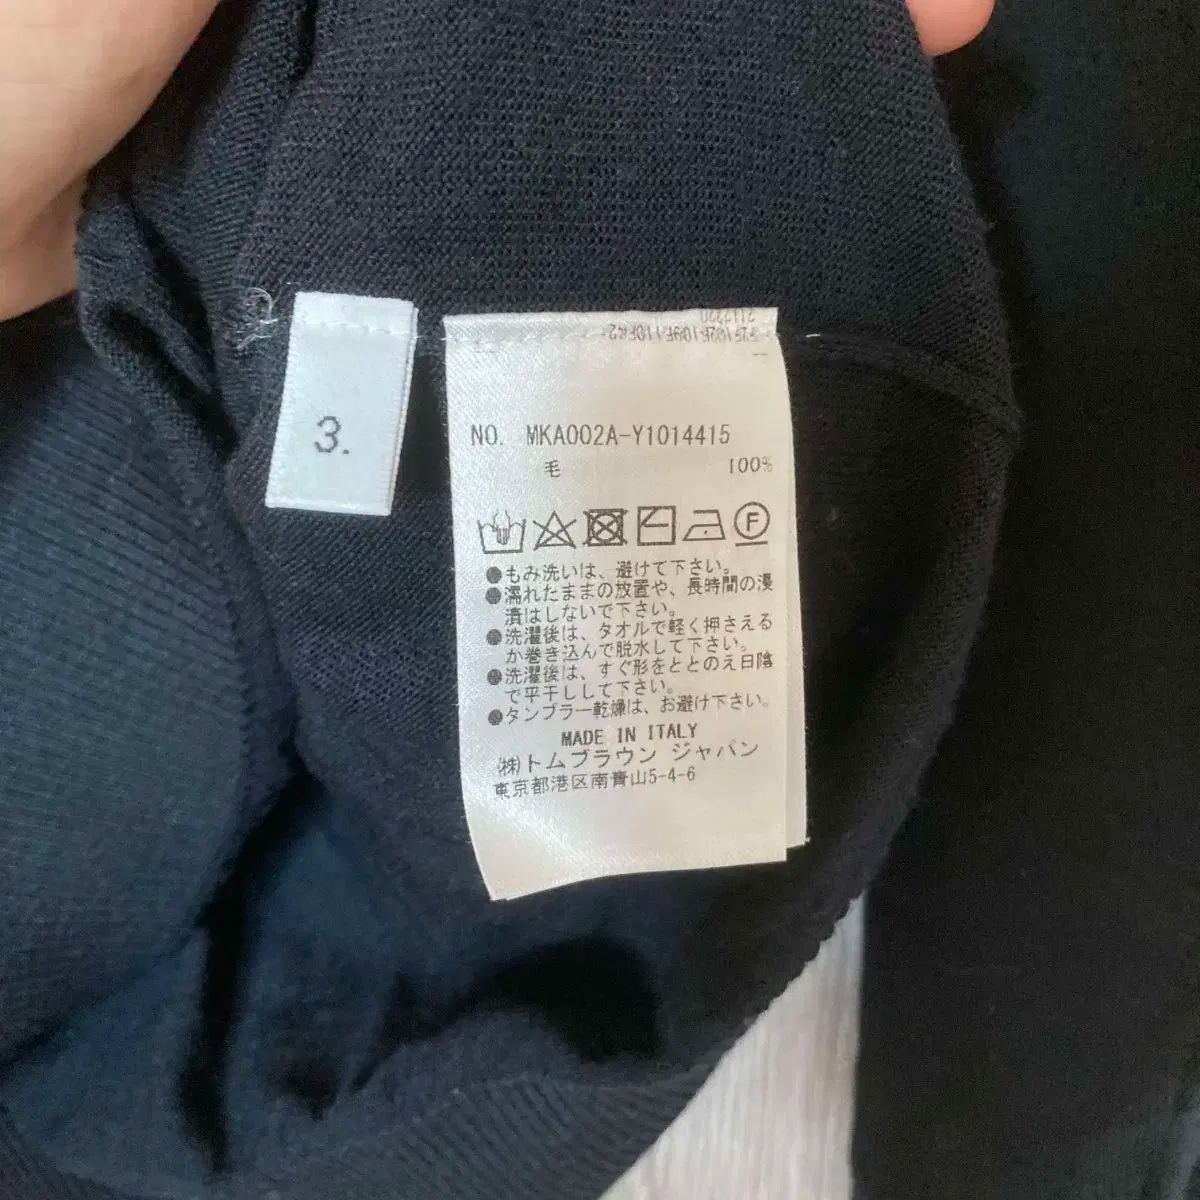 3.
NO. MKA002A-Y1014415
毛 100%
F
●もみ洗いは、避けて下さい。
●濡れたままの放置や、長時間の浸
漬はしないで下さい。
●洗濯後は、タオルで軽く押さえる
か巻き込んで脱水して下さい。
●洗濯後は、すぐ形をととのえ日陰
で平干しして下さい。
●タンブラー乾燥は、お避け下さい。
MADE IN ITALY
(株)トムブラウン ジャパン
東京都港区南青山5-4-6